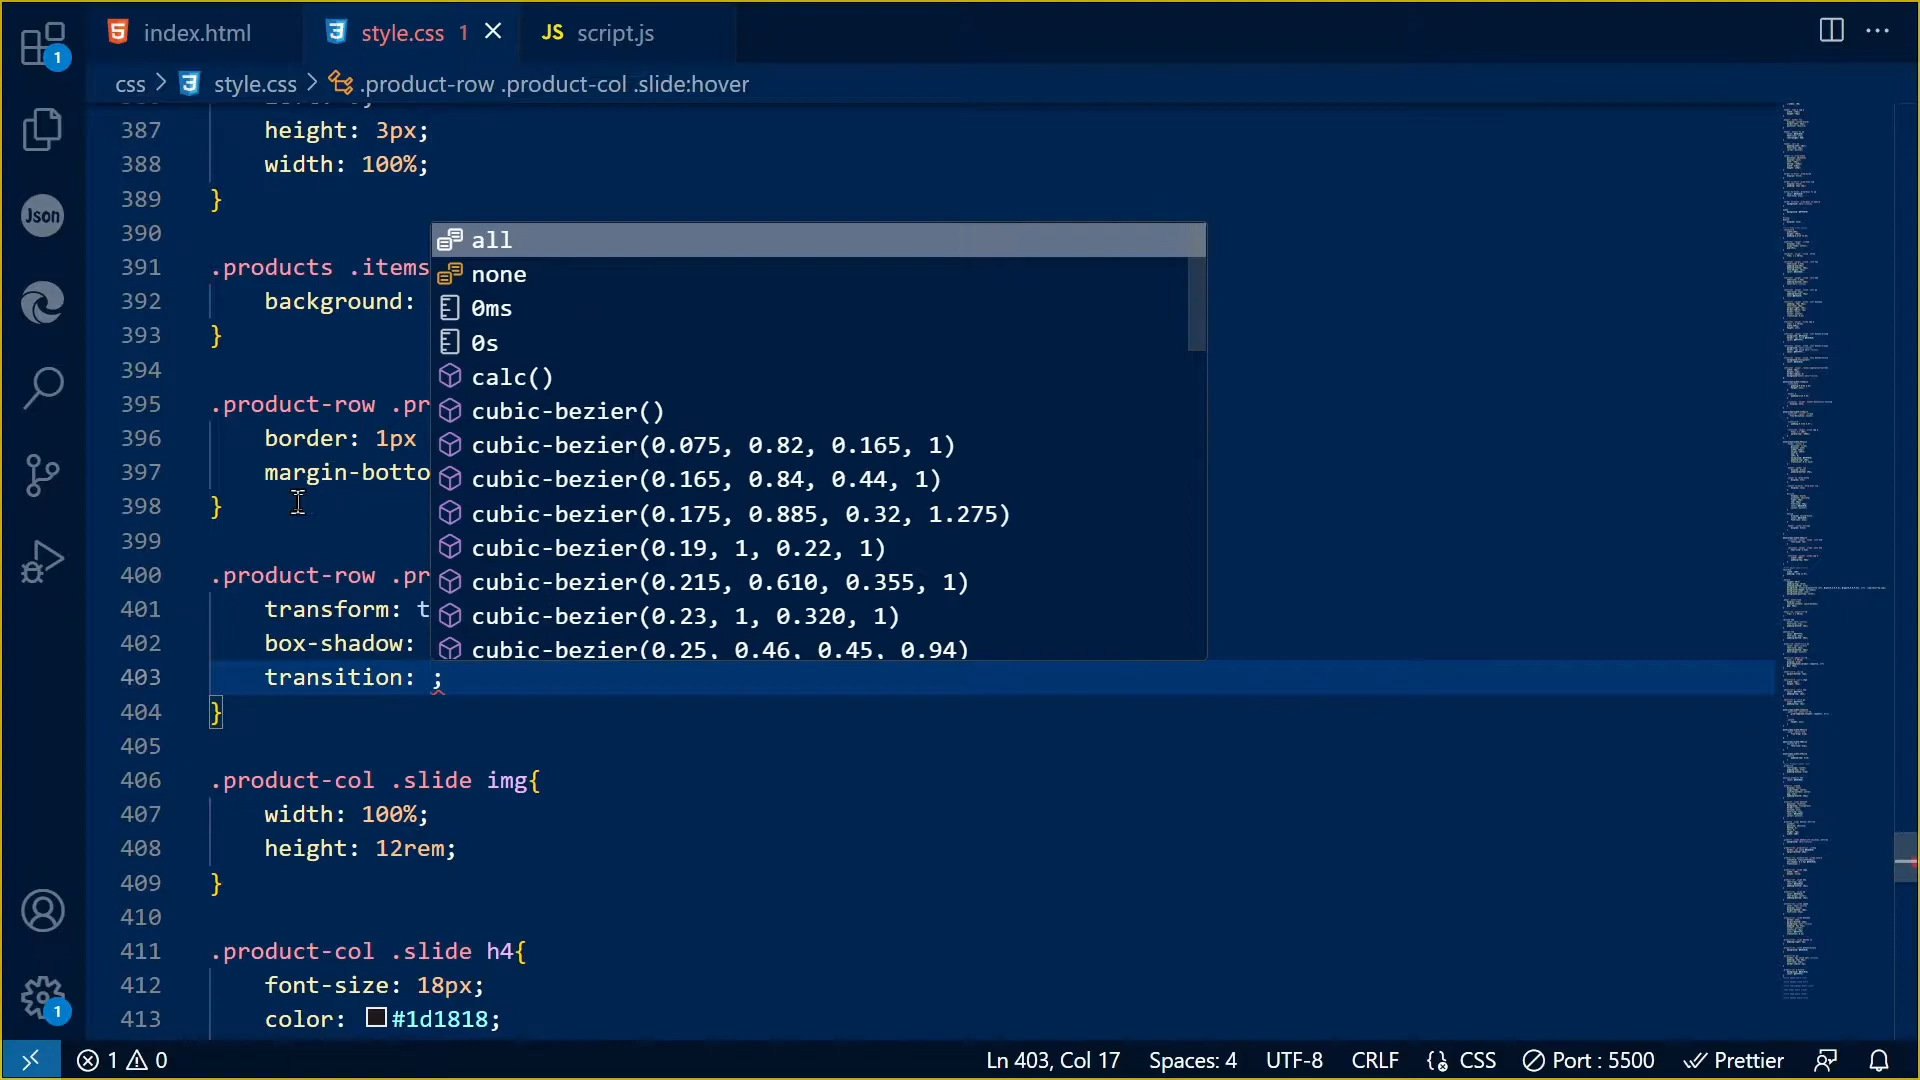 index.html
style.css 1
JS script.js
css > style.css > .product-row .product-col .slide:hover
387 height: 3px;
388 width: 100%;
389 }
390
391 .products .items
392 background:
393 }
394
395 .product-row .pr
396 border: 1px
397 margin-botto
398 }
399
400 .product-row .pr
401 transform: t
402 box-shadow:
403 transition: ;
404 }
405
406 .product-col .slide img{
407 width: 100%;
408 height: 12rem;
409 }
410
411 .product-col .slide h4{
412 font-size: 18px;
413 color: #1d1818;
all
none
0ms
0s
calc()
cubic-bezier()
cubic-bezier(0.075, 0.82, 0.165, 1)
cubic-bezier(0.165, 0.84, 0.44, 1)
cubic-bezier(0.175, 0.885, 0.32, 1.275)
cubic-bezier(0.19, 1, 0.22, 1)
cubic-bezier(0.215, 0.610, 0.355, 1)
cubic-bezier(0.23, 1, 0.320, 1)
cubic-bezier(0.25, 0.46, 0.45, 0.94)
1
Json
1
1 0
Ln 403, Col 17 Spaces: 4 UTF-8 CRLF CSS Port : 5500 Prettier